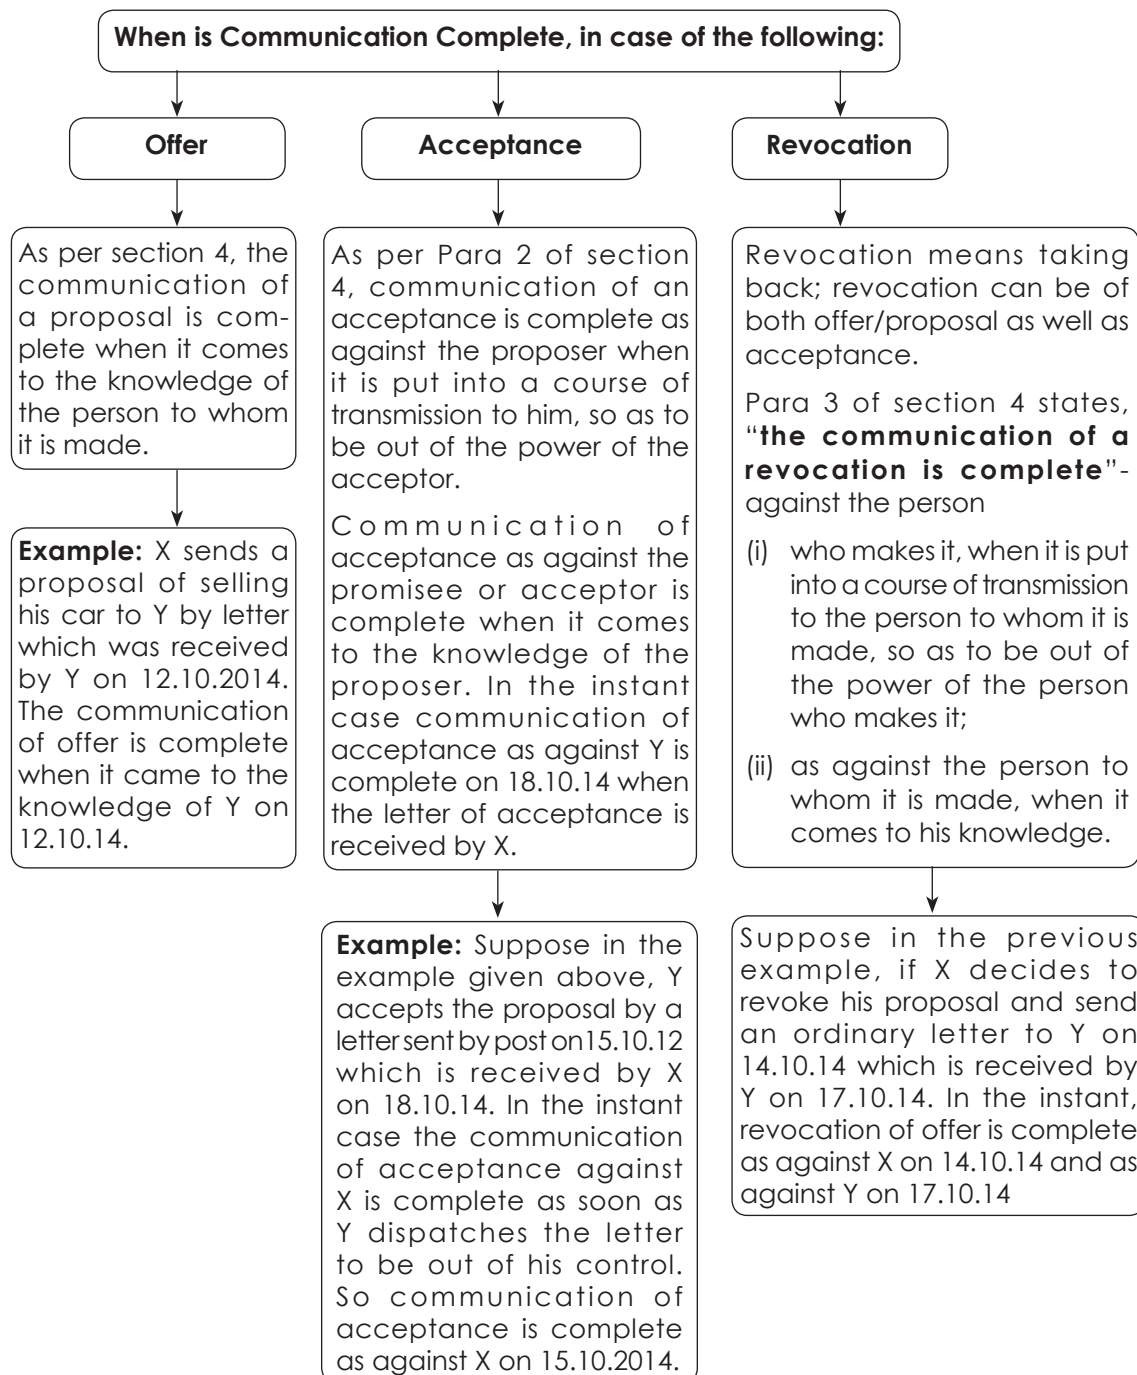 When is Communication Complete, in case of the following:
Offer
As per section 4, the
communication of
a proposal is com-
plete when it comes
to the knowledge of
the person to whom
it is made.
Example: X sends a
proposal of selling
his car to Y by letter
which was received
by Y on 12.10.2014.
The communication
of offer is complete
when it came to the
knowledge of Y on
12.10.14.
Acceptance
As per Para 2 of section
4, communication of an
acceptance is complete as
against the proposer when
it is put into a course of
transmission to him, so as to
be out of the power of the
acceptor.
Communication of
acceptance as against the
promisee or acceptor is
complete when it comes
to the knowledge of the
proposer. In the instant
case communication of
acceptance as against Y is
complete on 18.10.14 when
the letter of acceptance is
received by X.
Example: Suppose in the
example given above, Y
accepts the proposal by a
letter sent by post on 15.10.12
which is received by X
on 18.10.14. In the instant
case the communication
of acceptance against
X is complete as soon as
Y dispatches the letter
to be out of his control.
So communication of
acceptance is complete
as against X on 15.10.2014.
Revocation
Revocation means taking
back; revocation can be of
both offer/proposal as well as
acceptance.
Para 3 of section 4 states,
“the communication of a
revocation is complete”-
against the person
(i) who makes it, when it is put
into a course of transmission
to the person to whom it is
made, so as to be out of
the power of the person
who makes it;
(ii) as against the person to
whom it is made, when it
comes to his knowledge.
Suppose in the previous
example, if X decides to
revoke his proposal and send
an ordinary letter to Y on
14.10.14 which is received by
Y on 17.10.14. In the instant,
revocation of offer is complete
as against X on 14.10.14 and as
against Y on 17.10.14